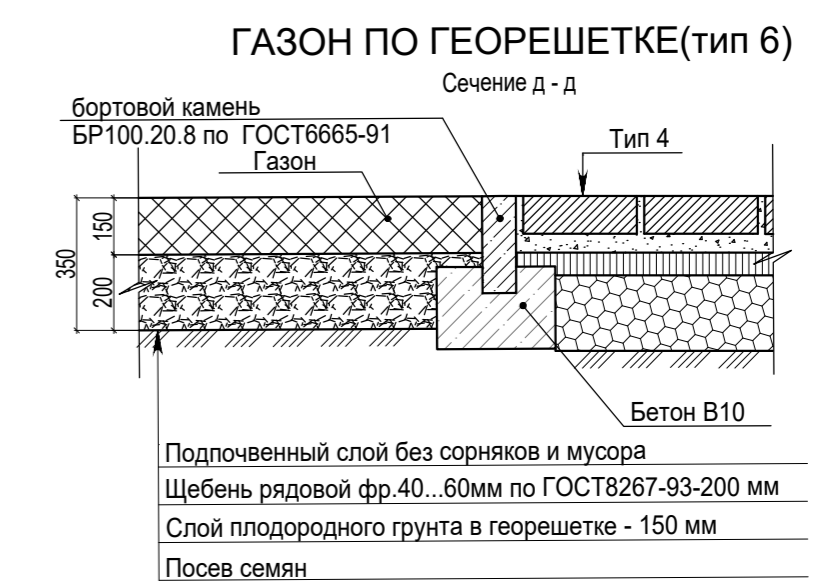 ГАЗОН ПО ГЕОРЕШЕТКЕ(тип 6)
Сечение д - д
бортовой камень
БР100.20.8 по ГОСТ6665-91
Газон
Тип 4
350
150
200
Бетон В10
Подпочвенный слой без сорняков и мусора
Щебень рядовой фр.40...60мм по ГОСТ8267-93-200 мм
Слой плодородного грунта в георешетке - 150 мм
Посев семян